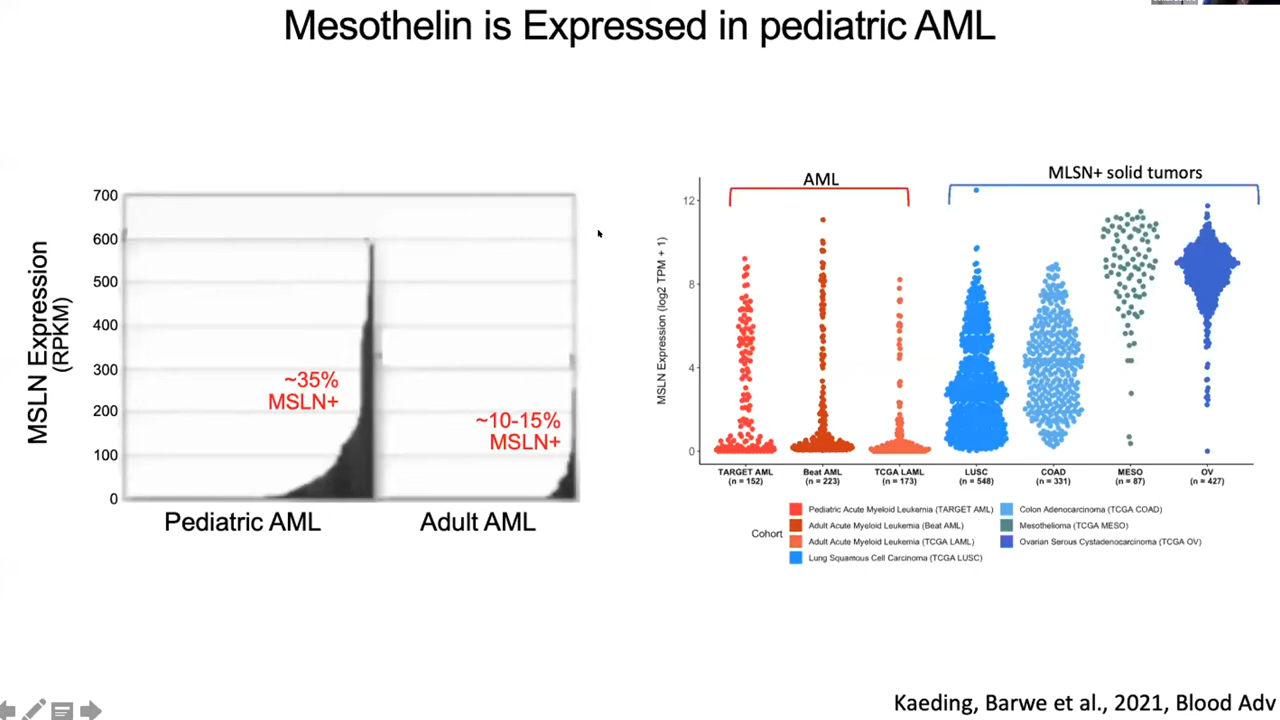 Mesothelin is Expressed in pediatric AML
MSLN Expression
(RPKM)
700
600
500
400
300
200
100
0
~35%
MSLN+
~10-15%
MSLN+
Pediatric AML
Adult AML
AML
MLSN+ solid tumors
MSLN Expression (log2 TPM + 1)
12
8
4
0
TARGET AML
(n = 152)
Beat AML
(n = 223)
TCGA LAML
(n = 173)
LUSC
(n = 548)
COAD
(n = 331)
MESO
(n = 87)
OV
(n = 427)
Cohort
Pediatric Acute Myeloid Leukemia (TARGET AML)
Adult Acute Myeloid Leukemia (Beat AML)
Adult Acute Myeloid Leukemia (TCGA LAML)
Lung Squamous Cell Carcinoma (TCGA LUSC)
Colon Adenocarcinoma (TCGA COAD)
Mesothelioma (TCGA MESO)
Ovarian Serous Cystadenocarcinoma (TCGA OV)
Kaeding, Barwe et al., 2021, Blood Adv